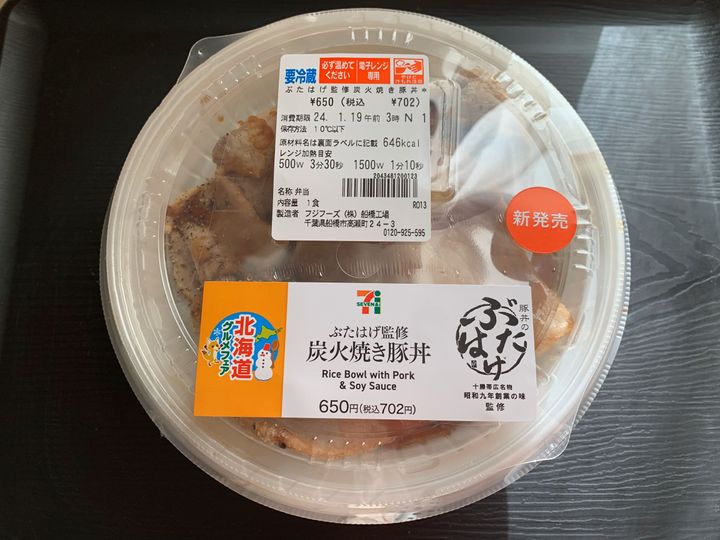 要冷蔵
必ず温めて
ください
電子レンジ
専用
ぶたはげ監修炭火焼き豚丼*
¥650(税込 ¥702)
消費期限 24. 1.19午前 3時 N 1
保存方法 10℃以下
原材料名は裏面ラベルに記載 646kcal
レンジ加熱目安
500W 3分30秒 1500W 1分10秒
2043481200123
名称 弁当
内容量 1食 R013
製造者 フジフーズ(株)船橋工場
千葉県船橋市高瀬町24-3
0120-925-595
新発売
北海道
グルメフェア
SEVEN&i
ぶたはげ監修
炭火焼き豚丼
Rice Bowl with Pork
& Soy Sauce
650円(税込702円)
豚丼の
ぶた
はげ
十勝帯広名物
昭和九年創業の味
監修